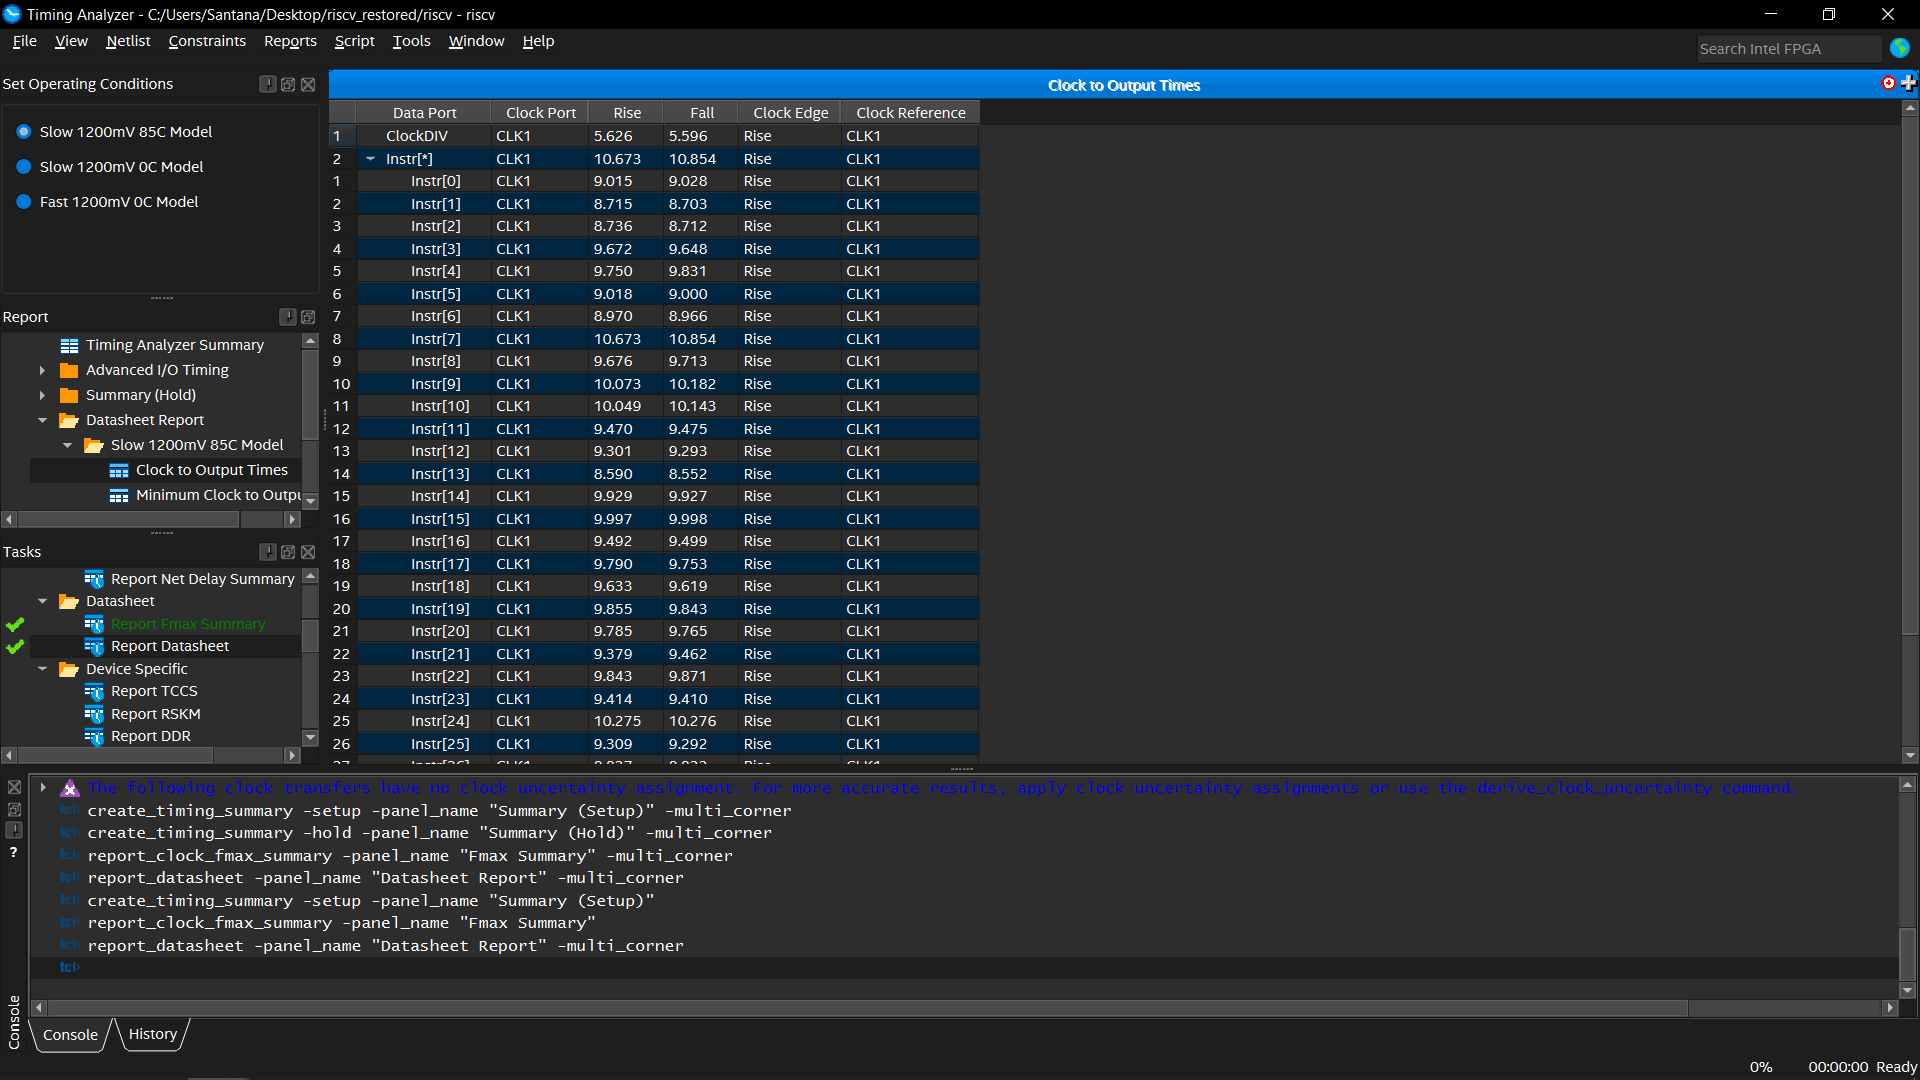 Timing Analyzer - C:/Users/Santana/Desktop/riscv_restored/riscv - riscv
File View Netlist Constraints Reports Script Tools Window Help
Search Intel FPGA
Set Operating Conditions
Slow 1200mV 85C Model
Slow 1200mV 0C Model
Fast 1200mV 0C Model
Report
Timing Analyzer Summary
Advanced I/O Timing
Summary (Hold)
Datasheet Report
Slow 1200mV 85C Model
Clock to Output Times
Minimum Clock to Outpu
Tasks
Report Net Delay Summary
Datasheet
Report Fmax Summary
Report Datasheet
Device Specific
Report TCCS
Report RSKM
Report DDR
Clock to Output Times
Data Port Clock Port Rise Fall Clock Edge Clock Reference
1 ClockDIV CLK1 5.626 5.596 Rise CLK1
2 Instr[*] CLK1 10.673 10.854 Rise CLK1
1 Instr[0] CLK1 9.015 9.028 Rise CLK1
2 Instr[1] CLK1 8.715 8.703 Rise CLK1
3 Instr[2] CLK1 8.736 8.712 Rise CLK1
4 Instr[3] CLK1 9.672 9.648 Rise CLK1
5 Instr[4] CLK1 9.750 9.831 Rise CLK1
6 Instr[5] CLK1 9.018 9.000 Rise CLK1
7 Instr[6] CLK1 8.970 8.966 Rise CLK1
8 Instr[7] CLK1 10.673 10.854 Rise CLK1
9 Instr[8] CLK1 9.676 9.713 Rise CLK1
10 Instr[9] CLK1 10.073 10.182 Rise CLK1
11 Instr[10] CLK1 10.049 10.143 Rise CLK1
12 Instr[11] CLK1 9.470 9.475 Rise CLK1
13 Instr[12] CLK1 9.301 9.293 Rise CLK1
14 Instr[13] CLK1 8.590 8.552 Rise CLK1
15 Instr[14] CLK1 9.929 9.927 Rise CLK1
16 Instr[15] CLK1 9.997 9.998 Rise CLK1
17 Instr[16] CLK1 9.492 9.499 Rise CLK1
18 Instr[17] CLK1 9.790 9.753 Rise CLK1
19 Instr[18] CLK1 9.633 9.619 Rise CLK1
20 Instr[19] CLK1 9.855 9.843 Rise CLK1
21 Instr[20] CLK1 9.785 9.765 Rise CLK1
22 Instr[21] CLK1 9.379 9.462 Rise CLK1
23 Instr[22] CLK1 9.843 9.871 Rise CLK1
24 Instr[23] CLK1 9.414 9.410 Rise CLK1
25 Instr[24] CLK1 10.275 10.276 Rise CLK1
26 Instr[25] CLK1 9.309 9.292 Rise CLK1
The following clock transfers have no clock uncertainty assignment. For more accurate results, apply clock uncertainty assignments or use the derive_clock_uncertainty command.
tcl> create_timing_summary -setup -panel_name "Summary (Setup)" -multi_corner
tcl> create_timing_summary -hold -panel_name "Summary (Hold)" -multi_corner
tcl> report_clock_fmax_summary -panel_name "Fmax Summary" -multi_corner
tcl> report_datasheet -panel_name "Datasheet Report" -multi_corner
tcl> create_timing_summary -setup -panel_name "Summary (Setup)"
tcl> report_clock_fmax_summary -panel_name "Fmax Summary"
tcl> report_datasheet -panel_name "Datasheet Report" -multi_corner
tcl>
Console
Console History
0% 00:00:00 Ready